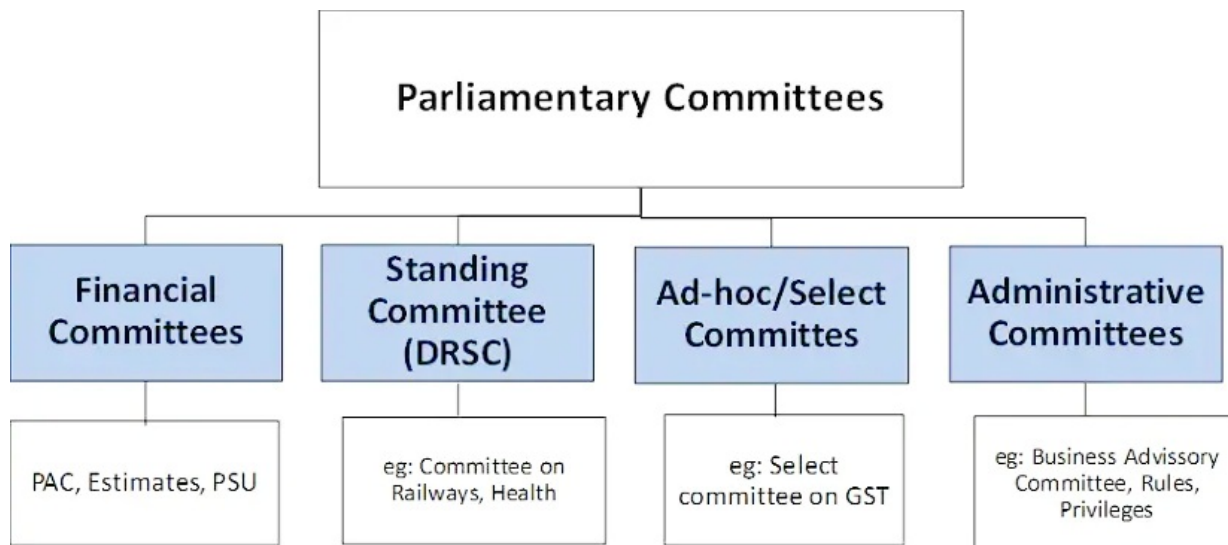 Parliamentary Committees
Financial
Committees
Standing
Committee
(DRSC)
Ad-hoc/Select
Committes
Administrative
Committees
PAC, Estimates, PSU
eg: Committee on
Railways, Health
eg: Select
committee on GST
eg: Business Advissory
Committee, Rules,
Privileges